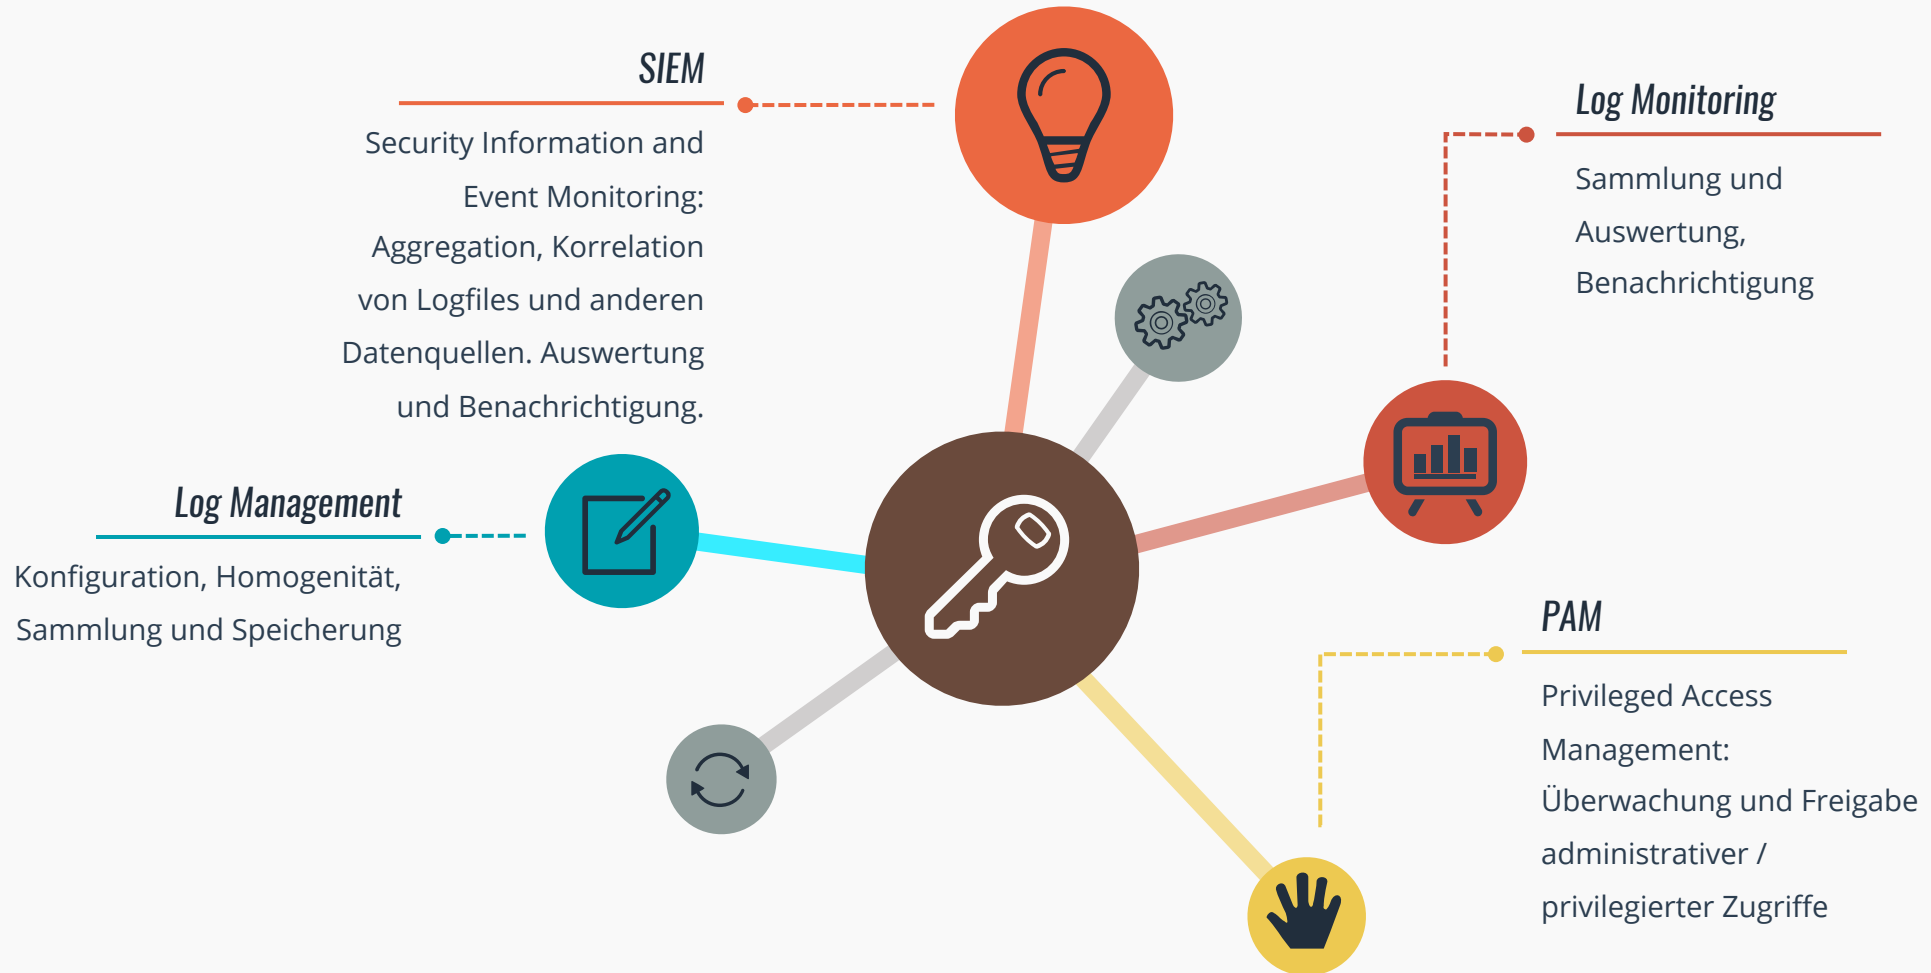 SIEM
Security Information and
Event Monitoring:
Aggregation, Korrelation
von Logfiles und anderen
Datenquellen. Auswertung
und Benachrichtigung.
Log Monitoring
Sammlung und
Auswertung,
Benachrichtigung
Log Management
Konfiguration, Homogenität,
Sammlung und Speicherung
PAM
Privileged Access
Management:
Überwachung und Freigabe
administrativer /
privilegierter Zugriffe